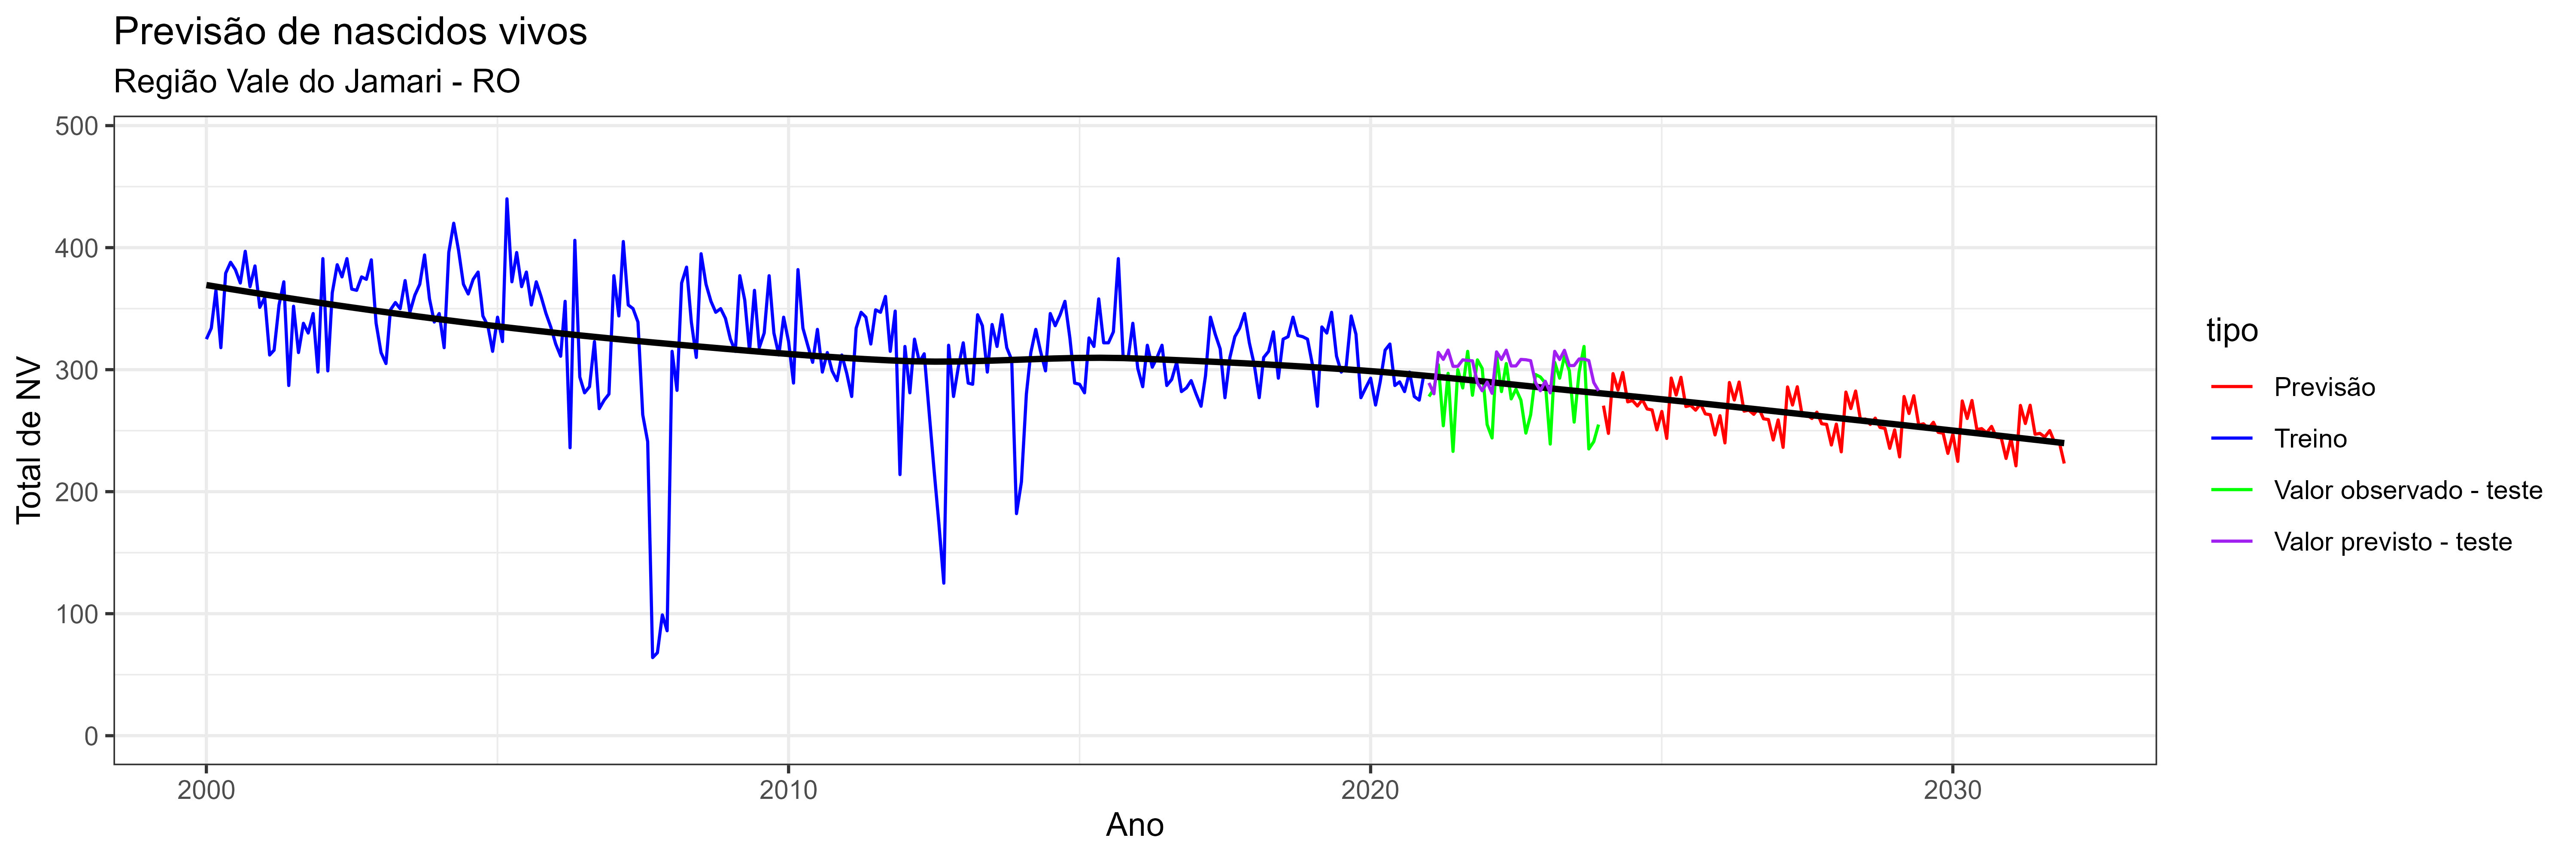 Previsão de nascidos vivos
Região Vale do Jamari - RO
500
400
300
200
100
0
Total de NV
2000
2010
2020
2030
Ano
tipo
Previsão
Treino
Valor observado - teste
Valor previsto - teste